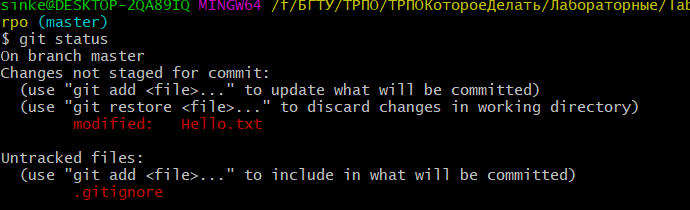 sinke@DESKTOP-2QA89IQ MINGW64 /f/БГТУ/ТРПО/ТРПОКотороеДелать/Лабораторные/lab
rpo (master)
$ git status
On branch master
Changes not staged for commit:
  (use "git add <file>..." to update what will be committed)
  (use "git restore <file>..." to discard changes in working directory)
        modified:   Hello.txt

Untracked files:
  (use "git add <file>..." to include in what will be committed)
        .gitignore